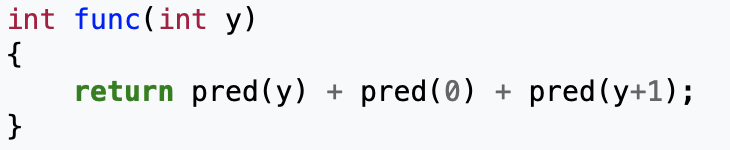 int func(int y)
{
    return pred(y) + pred(0) + pred(y+1);
}